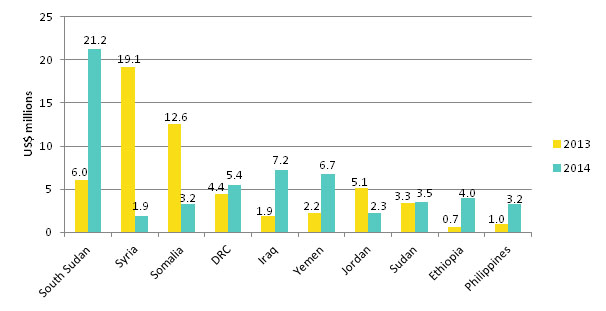 25
20
15
10
5
0
US$ millions
6.0 21.2
19.1 1.9
12.6 3.2
4.4 5.4
1.9 7.2
2.2 6.7
5.1 2.3
3.3 3.5
0.7 4.0
1.0 3.2
South Sudan
Syria
Somalia
DRC
Iraq
Yemen
Jordan
Sudan
Ethiopia
Philippines
2013
2014